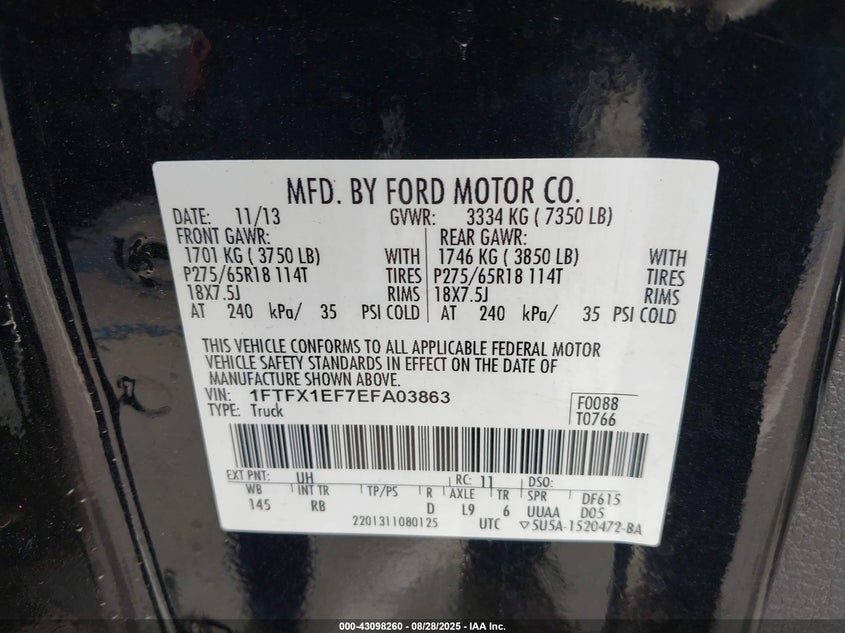 MFD. BY FORD MOTOR CO.
DATE: 11/13 GVWR: 3334 KG ( 7350 LB)
FRONT GAWR: REAR GAWR:
1701 KG ( 3750 LB) WITH 1746 KG ( 3850 LB) WITH
P275/65R18 114T TIRES P275/65R18 114T TIRES
18X7.5J RIMS 18X7.5J RIMS
AT 240 kPa/ 35 PSI COLD AT 240 kPa/ 35 PSI COLD
THIS VEHICLE CONFORMS TO ALL APPLICABLE FEDERAL MOTOR
VEHICLE SAFETY STANDARDS IN EFFECT ON THE DATE OF
MANUFACTURE SHOWN ABOVE.
VIN: 1FTFX1EF7EFA03863 F0088
TYPE: Truck T0766
EXT PNT: UH RC: 11 DSO:
WB INT TR TP/PS R AXLE TR SPR DF615
145 RB D L9 6 UUAA D05
2201311080125 UTC ▽5U5A-1520472-BA
000-43098260 - 08/28/2025 - IAA Inc.